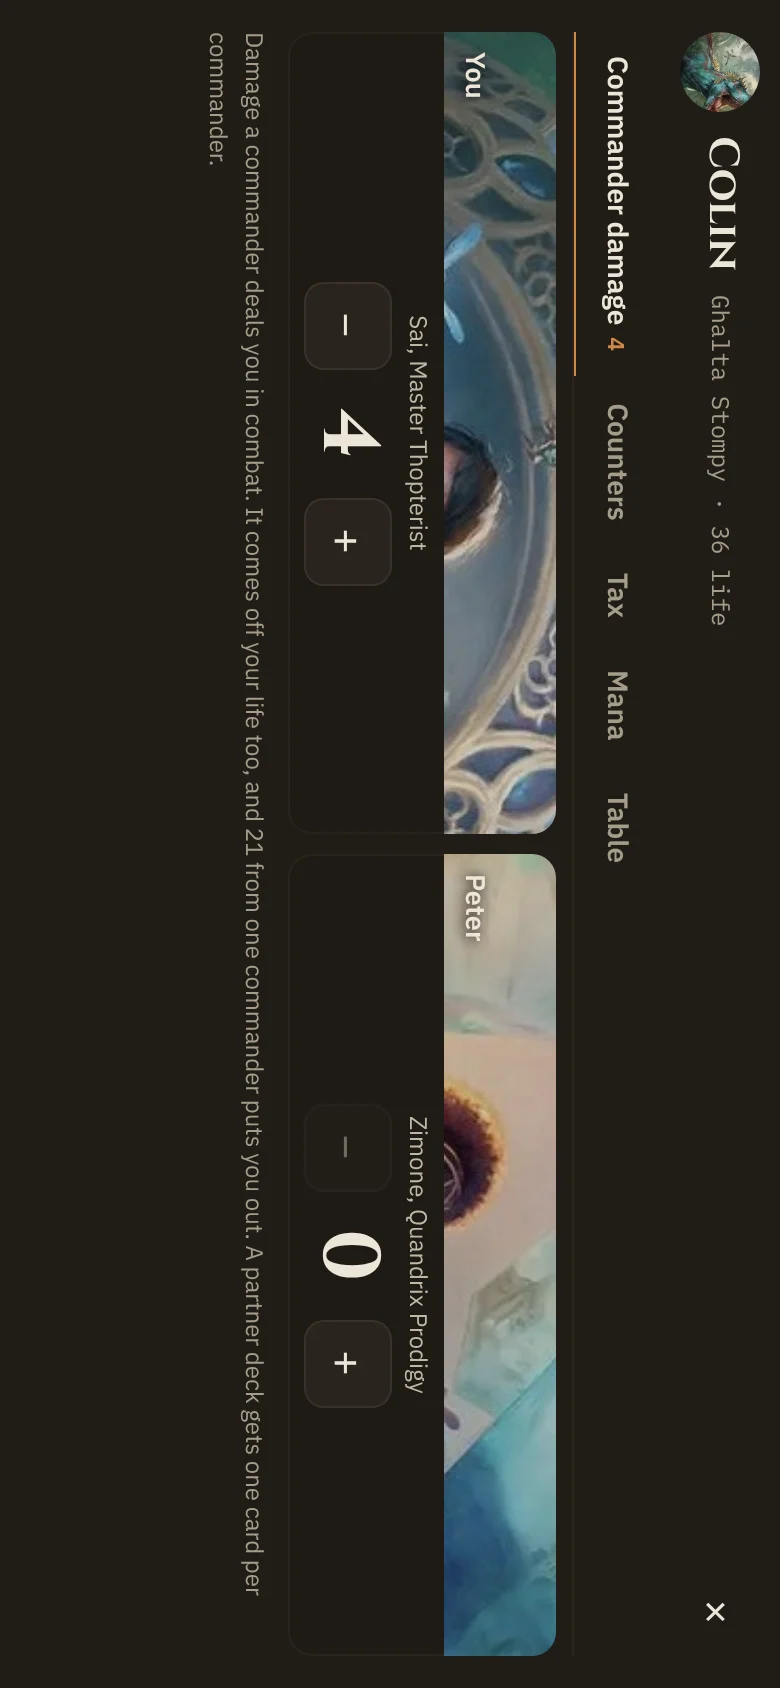 COLIN Ghalta Stompy · 36 life ×
Commander damage 4 Counters Tax Mana Table
You
Sai, Master Thopterist
− 4 +
Peter
Zimone, Quandrix Prodigy
− 0 +
Damage a commander deals you in combat. It comes off your life too, and 21 from one commander puts you out. A partner deck gets one card per
commander.